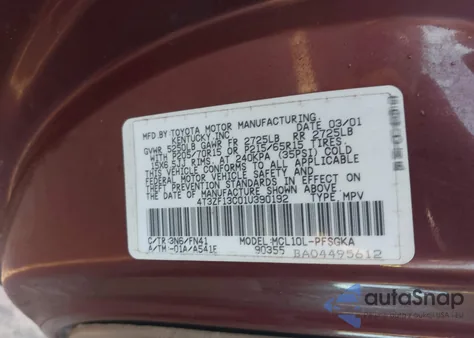 MFD. BY: TOYOTA MOTOR MANUFACTURING,
KENTUCKY, INC. DATE 03/01
GVWR 5250LB GAWR FR 2725LB RR 2725LB
WITH P205/70R15 OR P215/65R15 TIRES,
15X6.5JJ RIMS, AT 240KPA (35PSI) COLD
THIS VEHICLE CONFORMS TO ALL APPLICABLE
FEDERAL MOTOR VEHICLE SAFETY AND
THEFT PREVENTION STANDARDS IN EFFECT ON
THE DATE OF MANUFACTURE SHOWN ABOVE.
4T3ZF13C01U390192 TYPE: MPV
C/TR:3N6/FN41 MODEL:MCL10L-PFSGKA
A/TM:-01A/A541E 90355 BA04495612
autoSnap